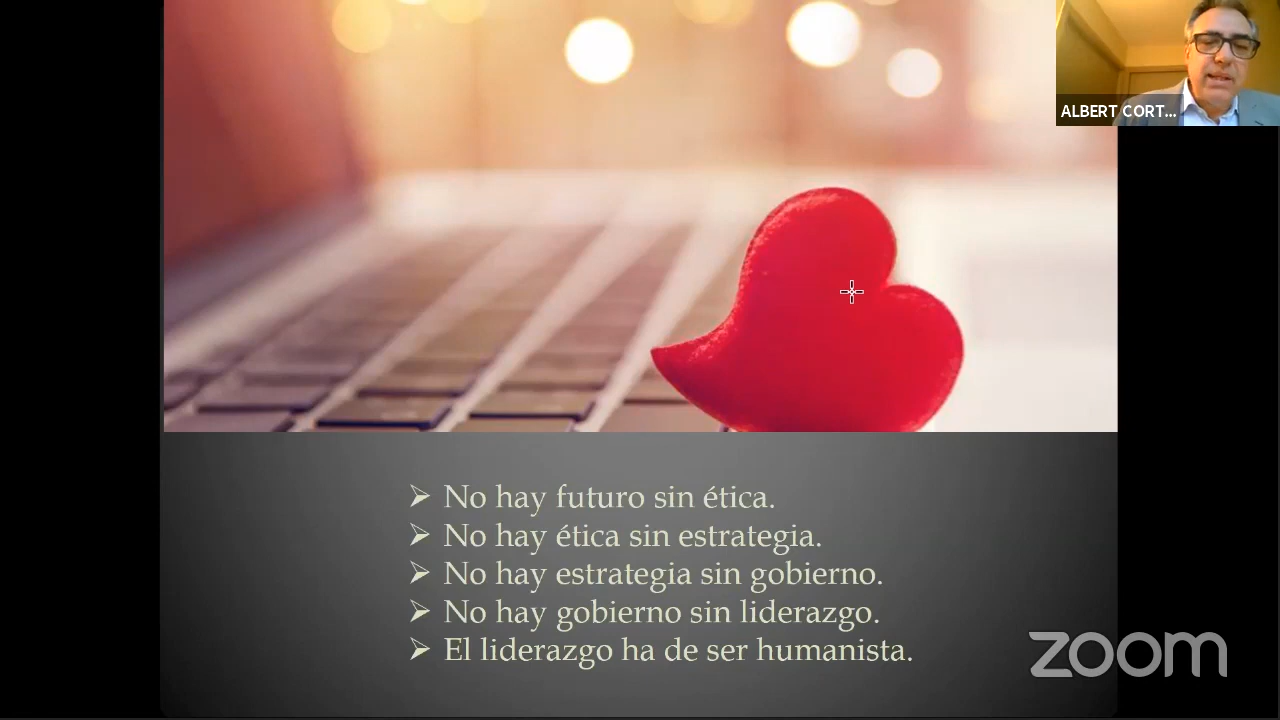 ALBERT CORT...
➢ No hay futuro sin ética.
➢ No hay ética sin estrategia.
➢ No hay estrategia sin gobierno.
➢ No hay gobierno sin liderazgo.
➢ El liderazgo ha de ser humanista.
zoom